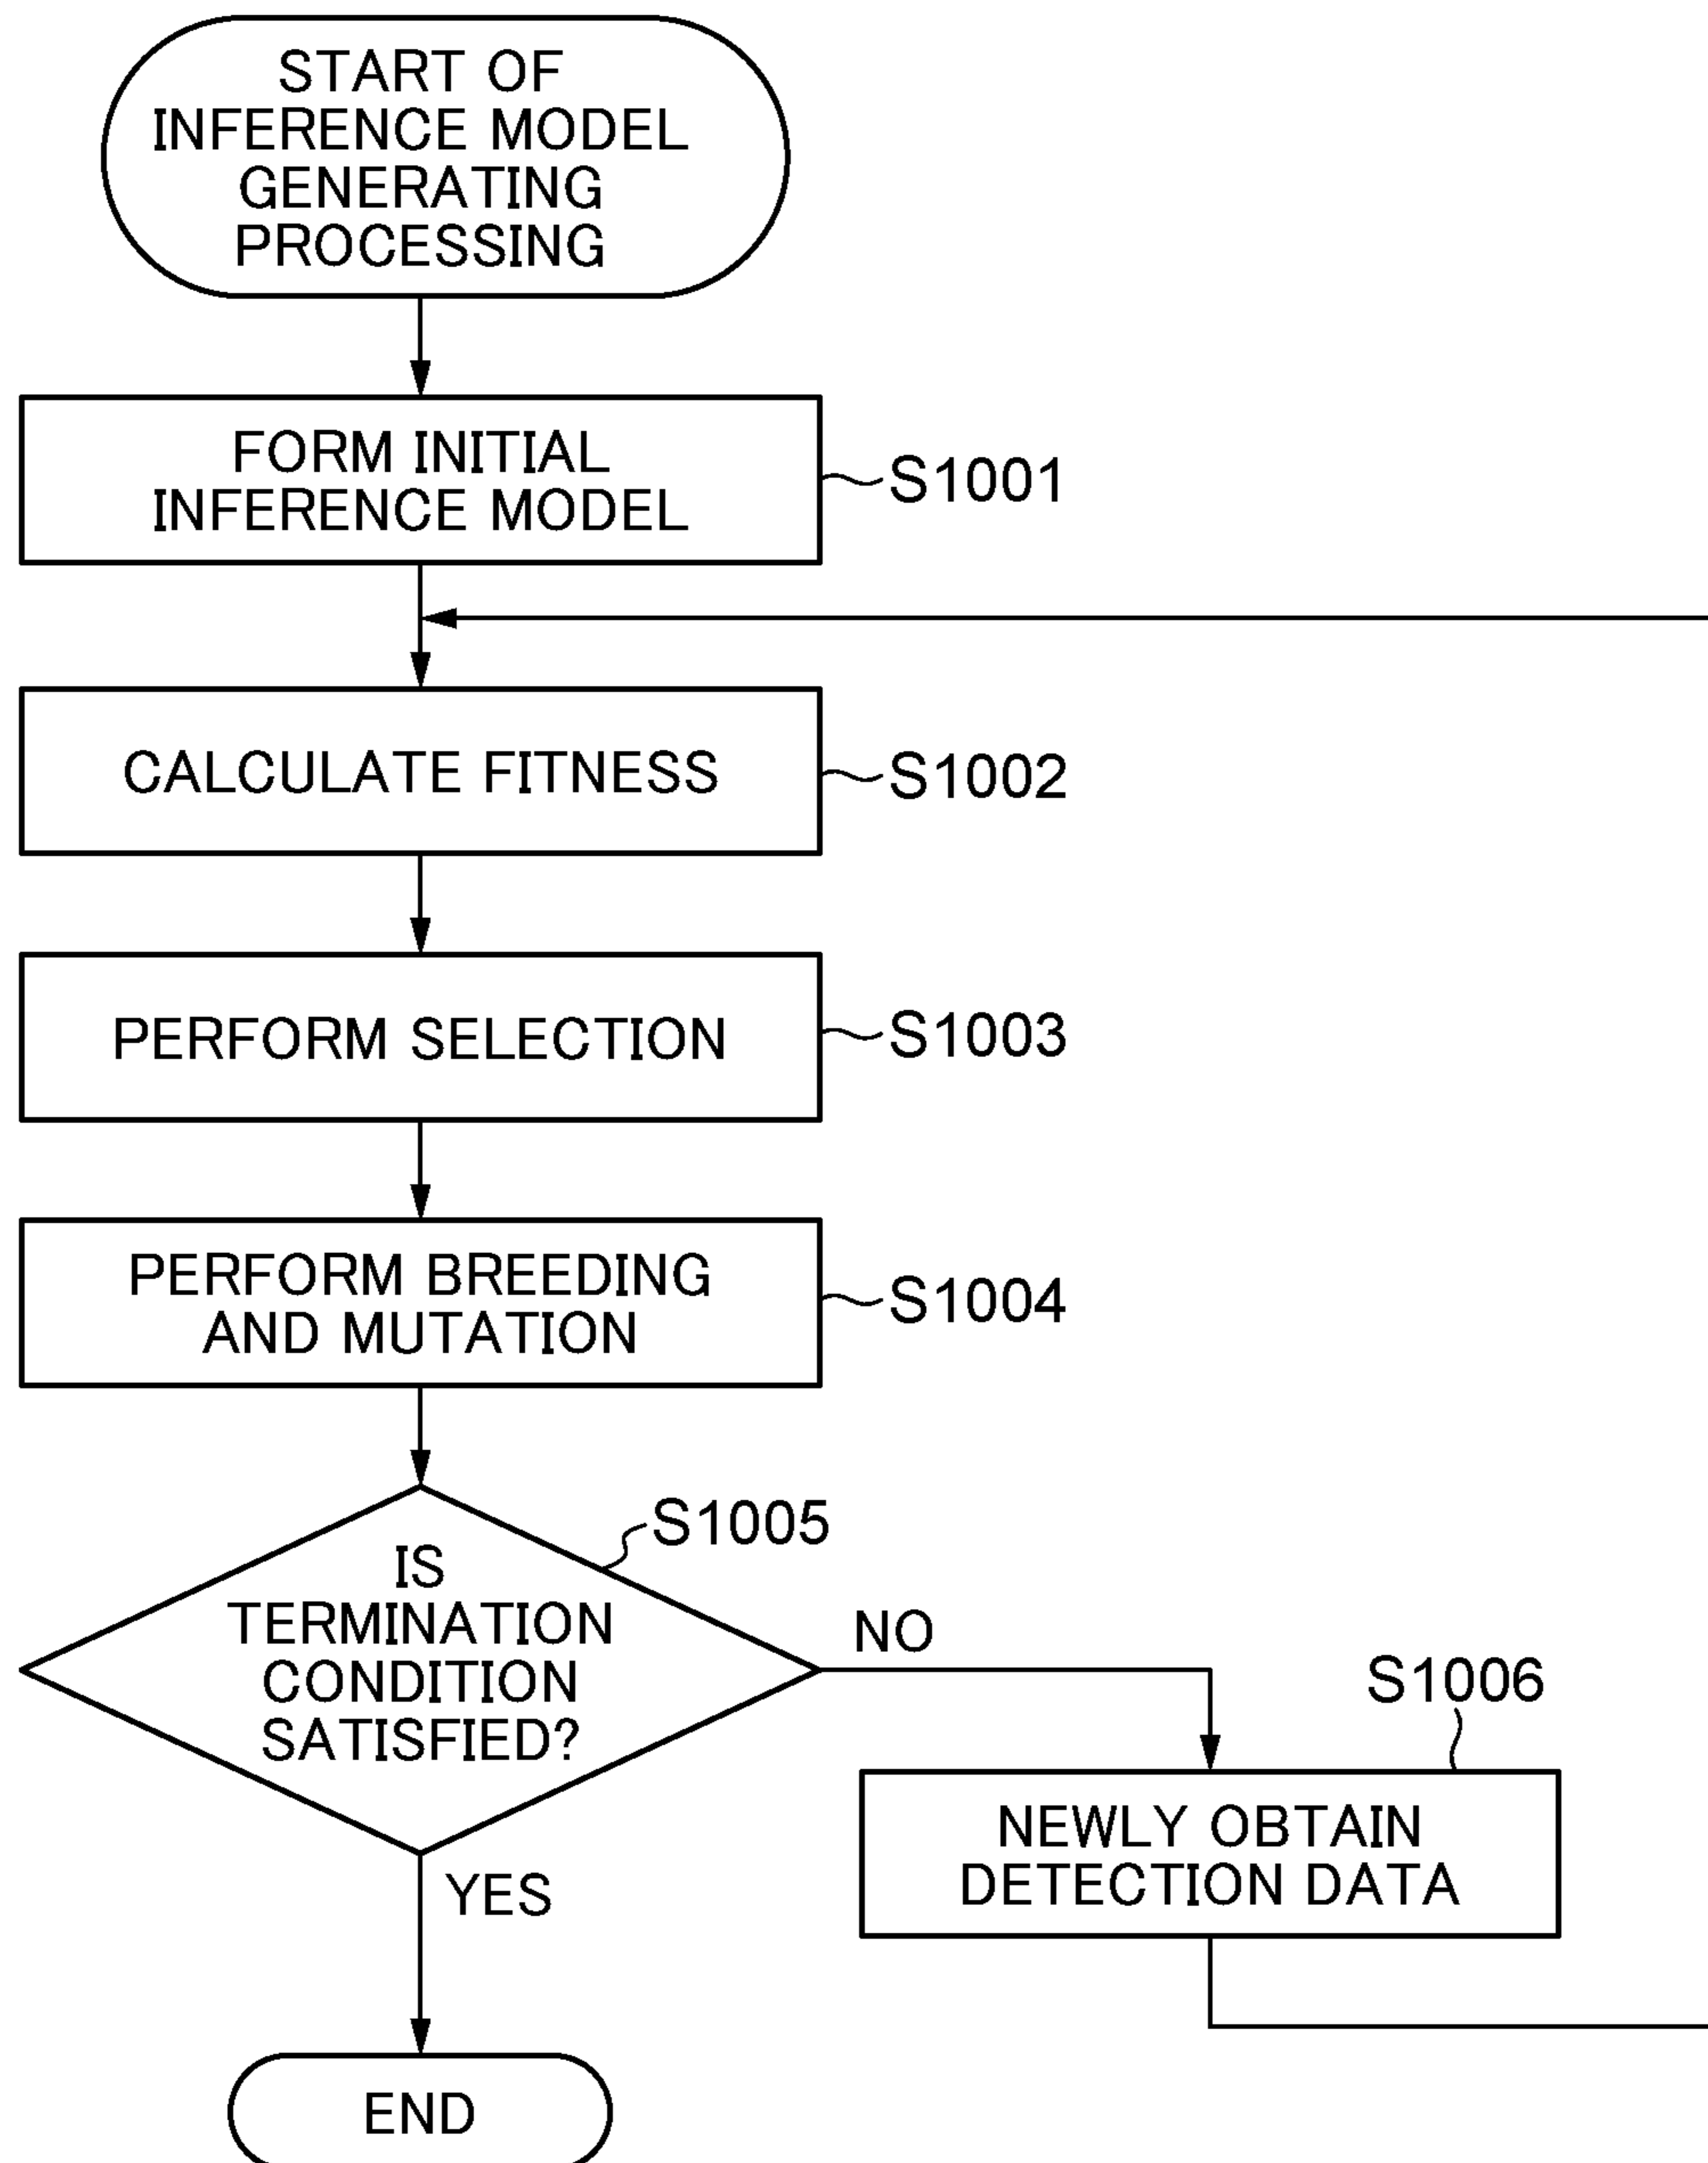 START OF
INFERENCE MODEL
GENERATING
PROCESSING
FORM INITIAL
INFERENCE MODEL
S1001
CALCULATE FITNESS
S1002
PERFORM SELECTION
S1003
PERFORM BREEDING
AND MUTATION
S1004
S1005
IS
TERMINATION
CONDITION
SATISFIED?
NO
S1006
NEWLY OBTAIN
DETECTION DATA
YES
END